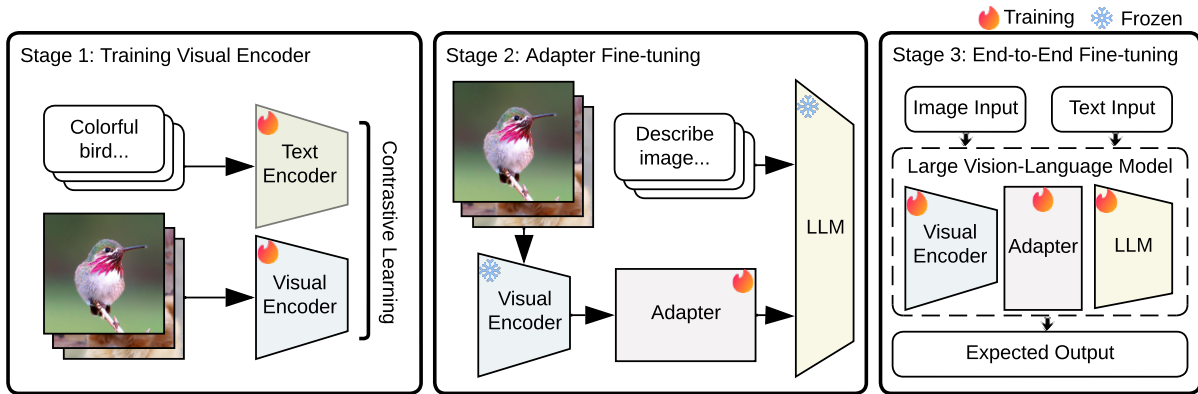 Training Frozen
Stage 1: Training Visual Encoder
Colorful
bird...
Text
Encoder
Visual
Encoder
Contrastive Learning
Stage 2: Adapter Fine-tuning
Describe
image...
LLM
Visual
Encoder
Adapter
Stage 3: End-to-End Fine-tuning
Image Input
Text Input
Large Vision-Language Model
Visual
Encoder
Adapter
LLM
Expected Output